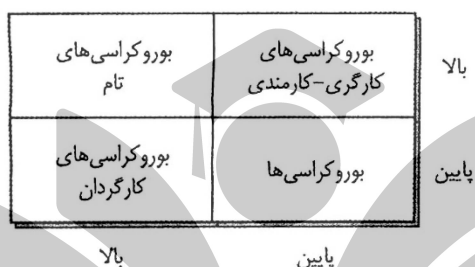 بالا
بوروکراسی‌های
کارگری-کارمندی
بوروکراسی‌های
تام
پایین
بوروکراسی‌ها
بوروکراسی‌های
کارگردان
پایین
بالا